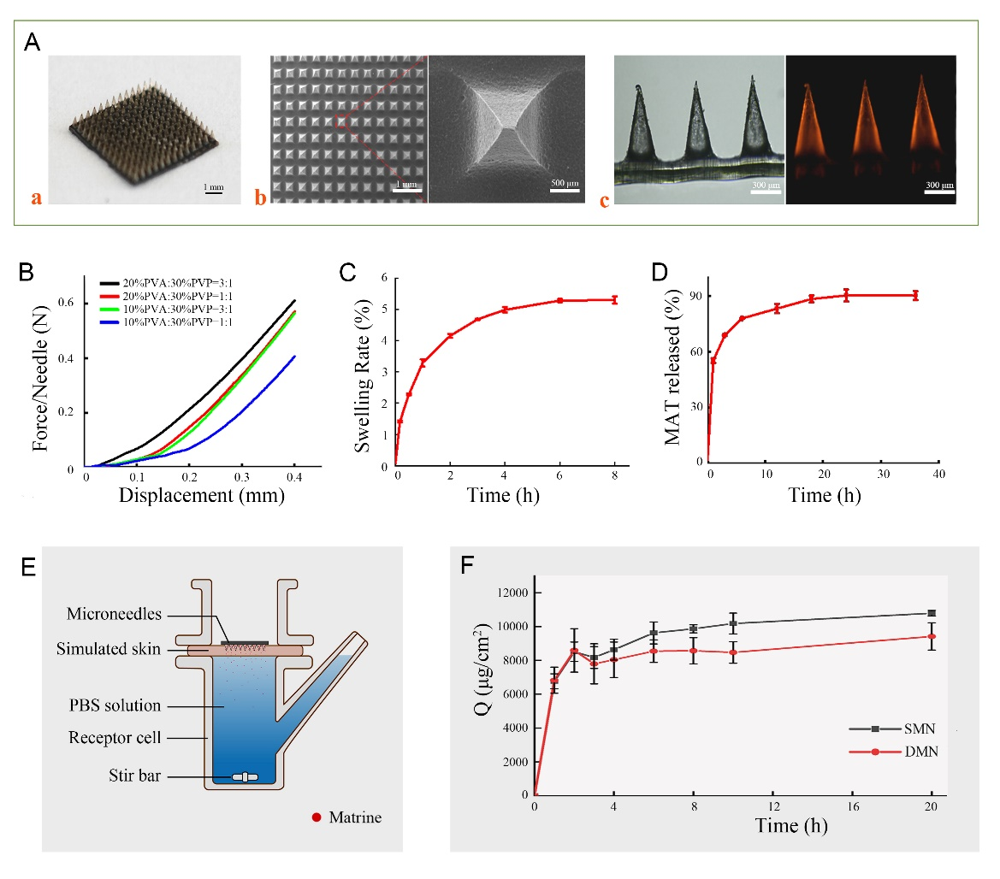 A
a
1 mm
b
1 mm
500 μm
c
300 μm
300 μm
B
20%PVA:30%PVP=3:1
20%PVA:30%PVP=1:1
10%PVA:30%PVP=3:1
10%PVA:30%PVP=1:1
Force/Needle (N)
0.6
0.4
0.2
0
0 0.1 0.2 0.3 0.4
Displacement (mm)
C
Swelling Rate (%)
6
5
4
3
2
1
0
0 2 4 6 8
Time (h)
D
MAT released (%)
90
60
30
0
0 10 20 30 40
Time (h)
E
Microneedles
Simulated skin
PBS solution
Receptor cell
Stir bar
Matrine
F
Q (μg/cm²)
12000
10000
8000
6000
4000
2000
0
0 4 8 12 16 20
Time (h)
SMN
DMN